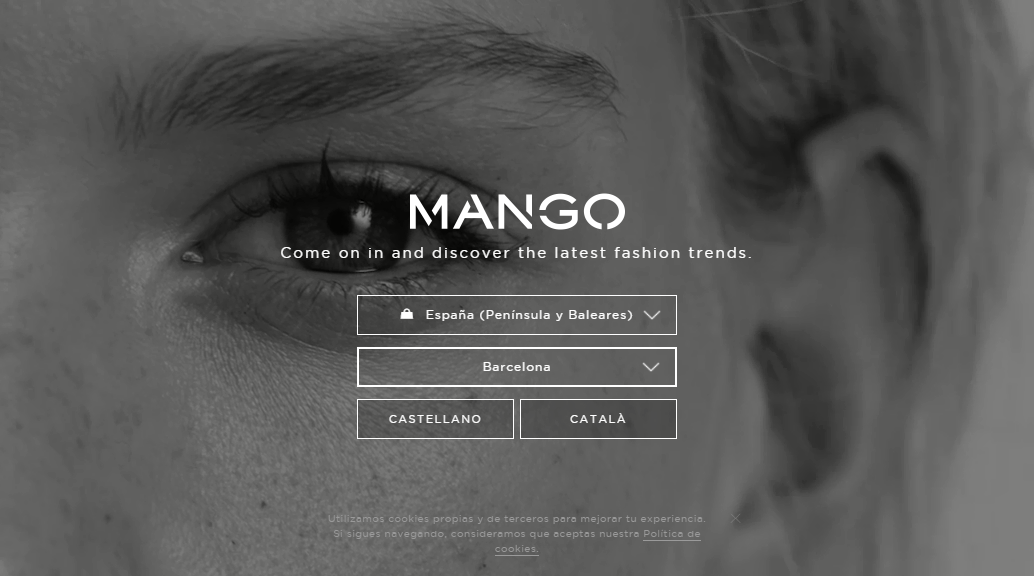 MANGO
Come on in and discover the latest fashion trends.
España (Península y Baleares)
Barcelona
CASTELLANO CATALÀ
Utilizamos cookies propias y de terceros para mejorar tu experiencia.
Si sigues navegando, consideramos que aceptas nuestra Política de
cookies.